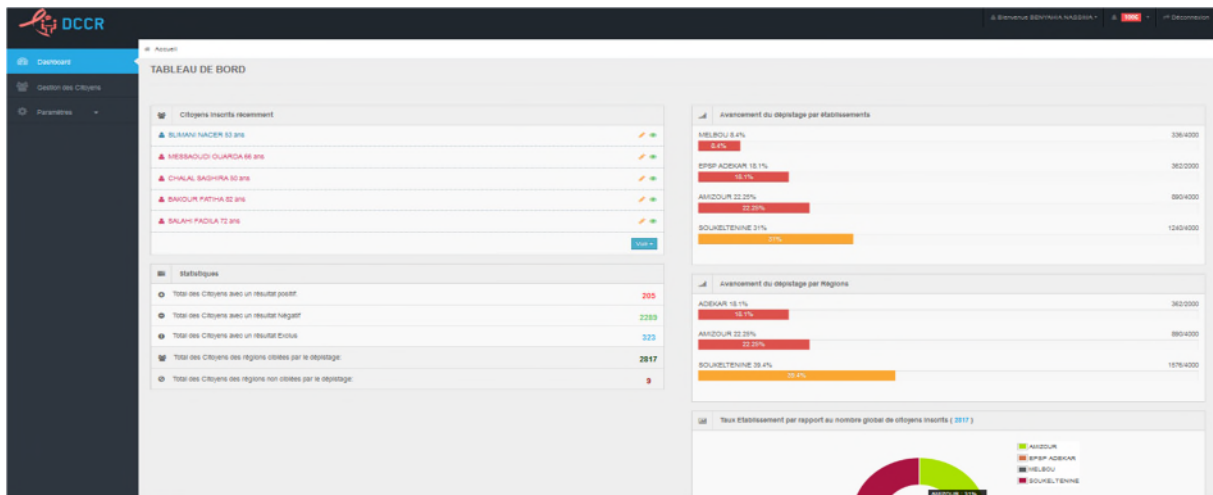 DCCR
Bienvenue BENYAHIA NASSIMA
Déconnexion
Dashboard
Gestion des Citoyens
Paramètres
Accueil
TABLEAU DE BORD
Citoyens Inscrits récemment
SLIMANI NACER 53 ans
MESSAOUDI OUARDA 66 ans
CHALAL SAGHIRA 50 ans
BAKOUR FATIHA 82 ans
SALAHI FADILA 72 ans
Voir
Statistiques
Total des Citoyens avec un résultat positif: 205
Total des Citoyens avec un résultat Négatif 2289
Total des Citoyens avec un résultat Exclus 323
Total des Citoyens des régions ciblées par le dépistage: 2817
Total des Citoyens des régions non ciblées par le dépistage: 9
Avancement du dépistage par établissements
MELBOU 8.4% 336/4000
8.4%
EPSP ADEKAR 18.1% 362/2000
18.1%
AMIZOUR 22.25% 890/4000
22.25%
SOUKELTENINE 31% 1240/4000
31%
Avancement du dépistage par Régions
ADEKAR 18.1% 362/2000
18.1%
AMIZOUR 22.25% 890/4000
22.25%
SOUKELTENINE 39.4% 1576/4000
39.4%
Taux Etablissement par rapport au nombre global de citoyens inscrits ( 2817 )
AMIZOUR
EPSP ADEKAR
MELBOU
SOUKELTENINE